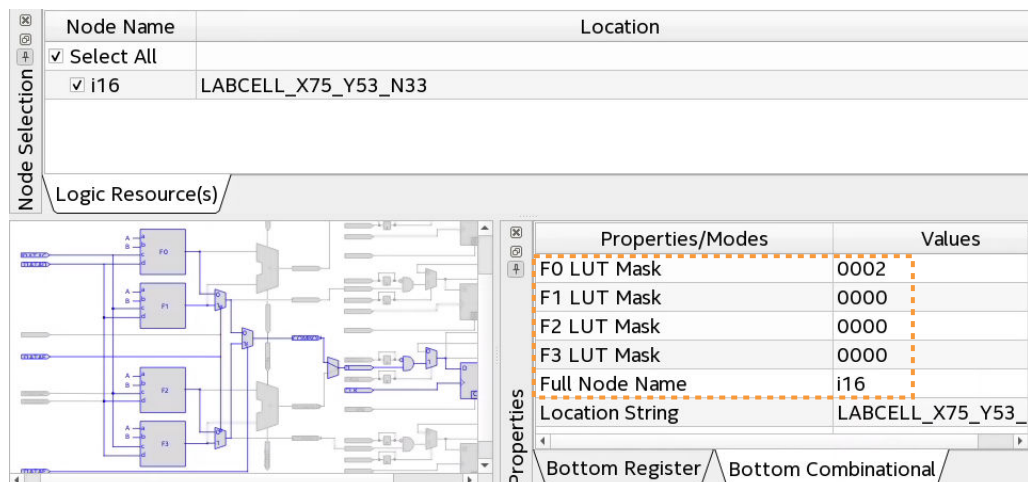 Node Name Location
Select All
i16 LABCELL_X75_Y53_N33
Node Selection
Logic Resource(s)
A a
B b
c
d
F0
A a
B b
c
d
F1
A a
B b
c
d
F2
A a
B b
c
d
F3
Properties/Modes Values
F0 LUT Mask 0002
F1 LUT Mask 0000
F2 LUT Mask 0000
F3 LUT Mask 0000
Full Node Name i16
Location String LABCELL_X75_Y53_
Properties
Bottom Register Bottom Combinational